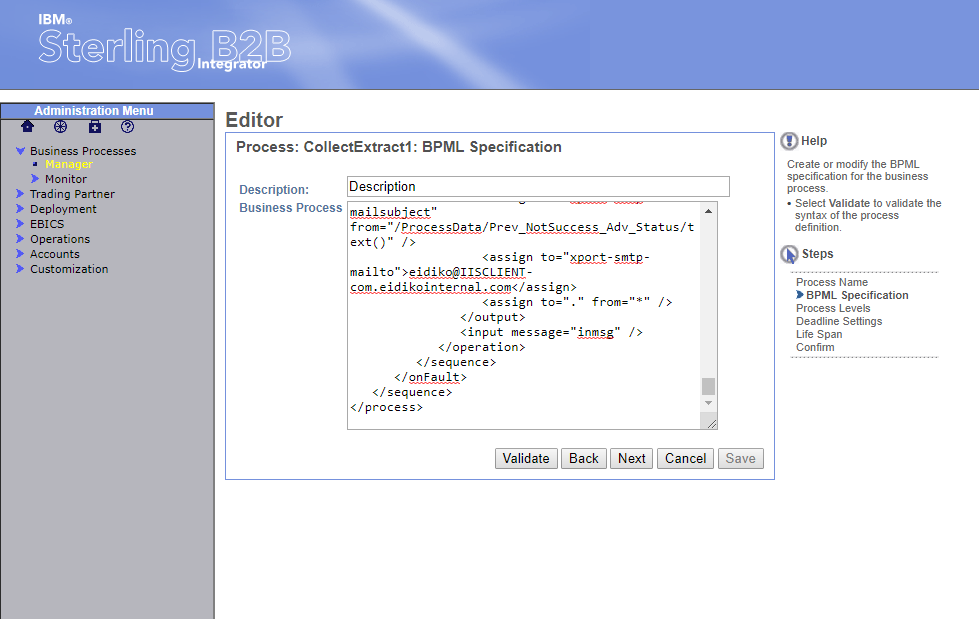 IBM®
Sterling B2B
Integrator
Administration Menu
Business Processes
Manager
Monitor
Trading Partner
Deployment
EBICS
Operations
Accounts
Customization
Editor
Process: CollectExtract1: BPML Specification
Description:
Description
Business Process
mailsubject"
from="/ProcessData/Prev_NotSuccess_Adv_Status/t
ext()" />
<assign to="xport-smtp-
mailto">eidiko@IISCLIENT-
com.eidikointernal.com</assign>
<assign to="." from="*" />
</output>
<input message="inmsg" />
</operation>
</sequence>
</onFault>
</sequence>
</process>
Validate
Back
Next
Cancel
Save
Help
Create or modify the BPML
specification for the business
process.
• Select Validate to validate the
syntax of the process
definition.
Steps
Process Name
BPML Specification
Process Levels
Deadline Settings
Life Span
Confirm